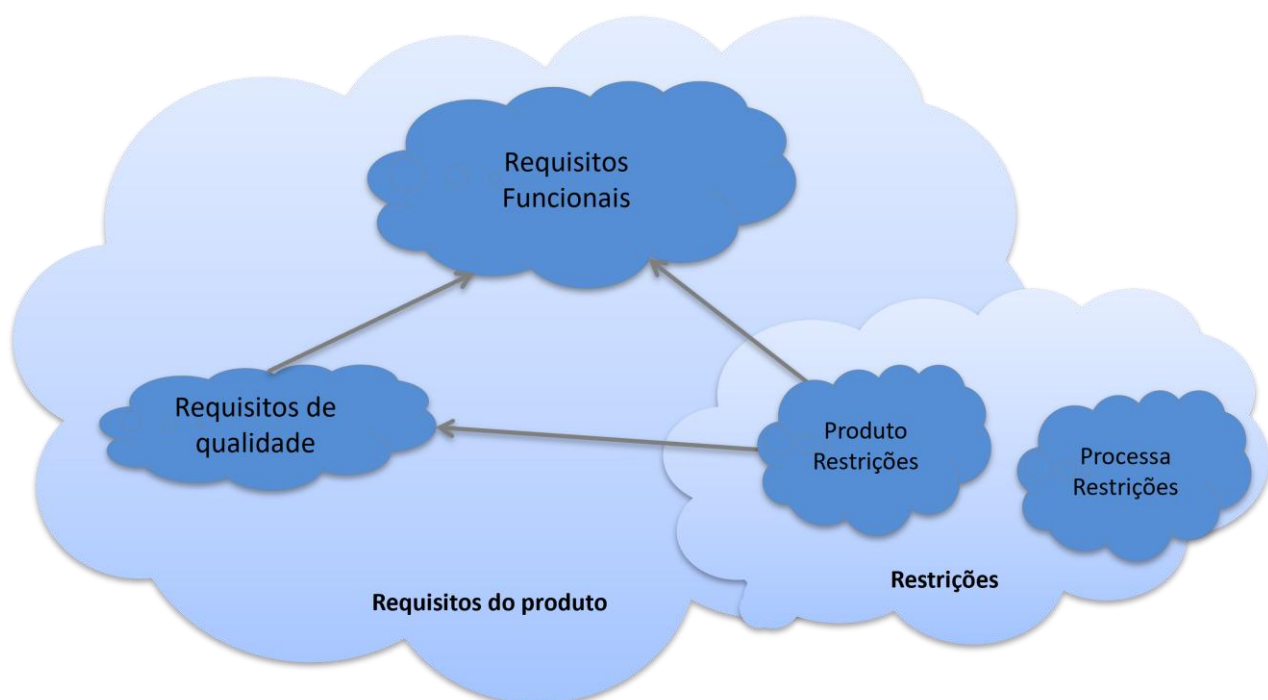 Requisitos
Funcionais
Requisitos de
qualidade
Produto
Restrições
Processa
Restrições
Restrições
Requisitos do produto